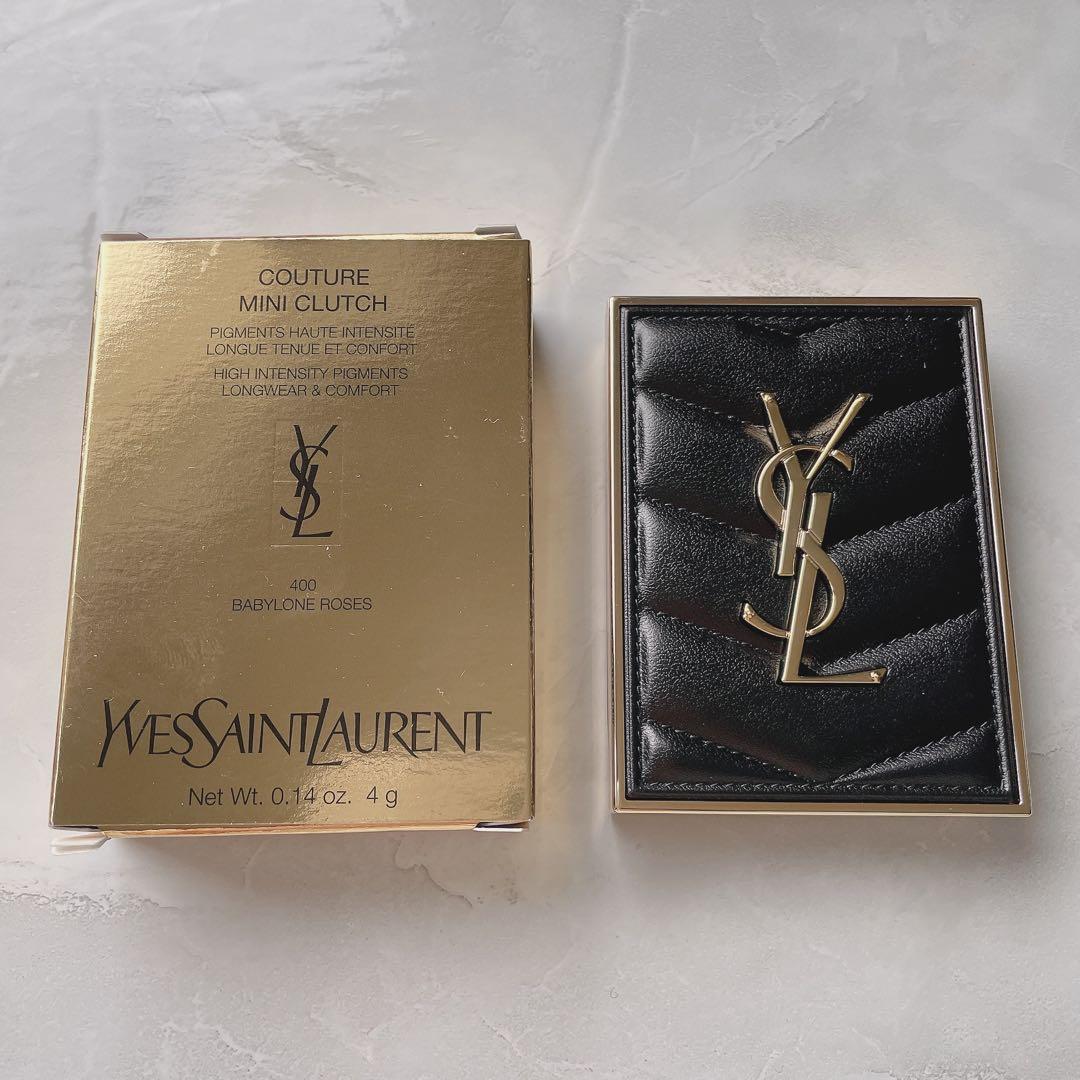 COUTURE
MINI CLUTCH
PIGMENTS HAUTE INTENSITÉ
LONGUE TENUE ET CONFORT
HIGH INTENSITY PIGMENTS
LONGWEAR & COMFORT
YSL
400
BABYLONE ROSES
YVESSAINTLAURENT
Net Wt. 0.14 oz. 4 g
YSL